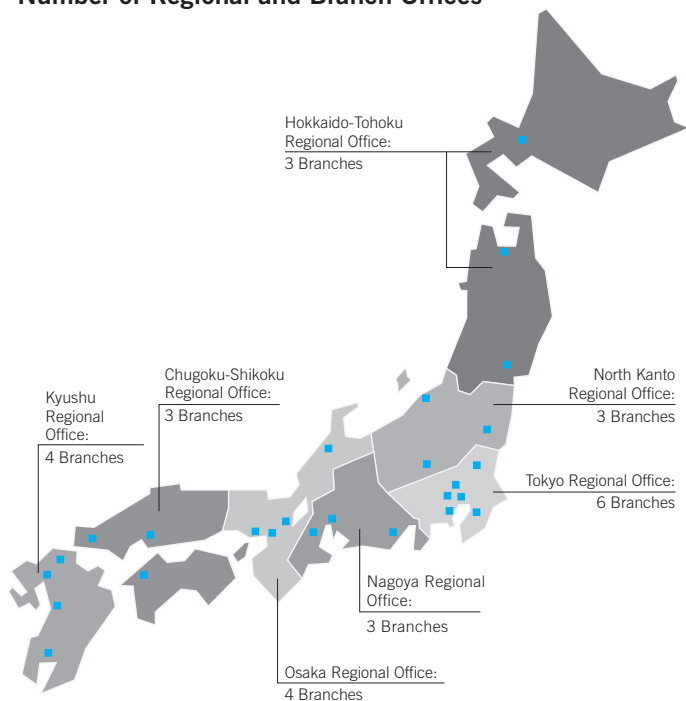 Number of Regional and Branch Offices
Hokkaido-Tohoku
Regional Office:
3 Branches
Chugoku-Shikoku
Regional Office:
3 Branches
Kyushu
Regional
Office:
4 Branches
North Kanto
Regional Office:
3 Branches
Tokyo Regional Office:
6 Branches
Nagoya Regional
Office:
3 Branches
Osaka Regional Office:
4 Branches